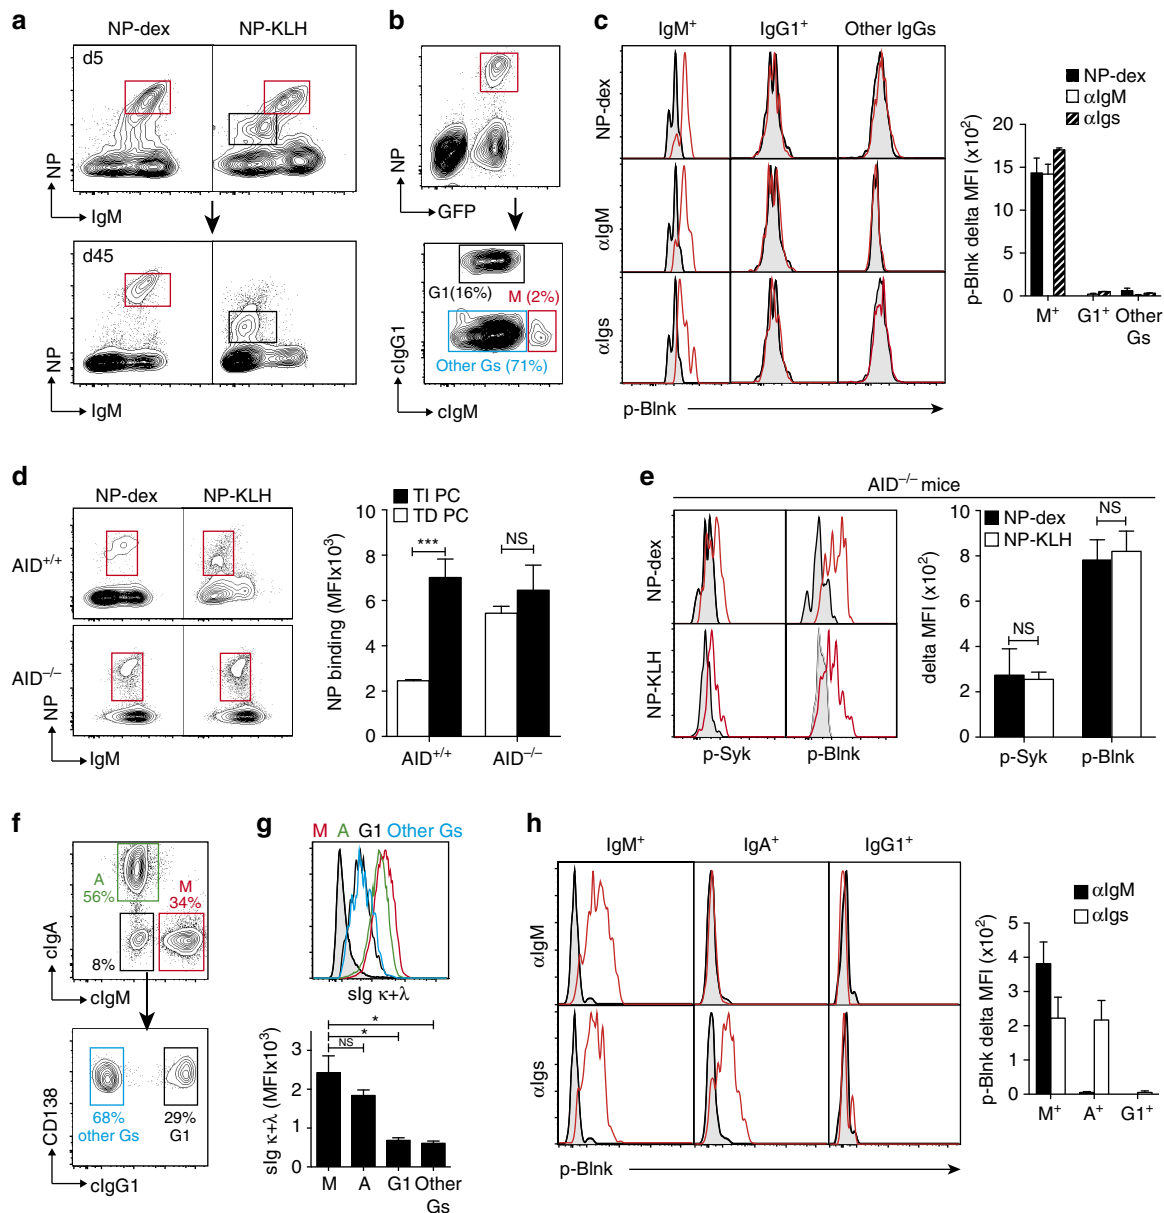 a
NP-dex
NP-KLH
d5
NP
IgM
d45
NP
IgM
b
NP
GFP
G1(16%)
M (2%)
Other Gs (71%)
cIgG1
cIgM
c
IgM+
IgG1+
Other IgGs
NP-dex
αIgM
αIgs
p-Blnk
NP-dex
αIgM
αIgs
p-Blnk delta MFI (x10²)
20
15
10
5
0
M+
G1+
Other
Gs
d
NP-dex
NP-KLH
AID+/+
AID−/−
NP
IgM
TI PC
TD PC
NP binding (MFIx10³)
10
8
6
4
2
0
***
NS
AID+/+
AID−/−
e
AID−/− mice
NP-dex
NP-KLH
p-Syk
p-Blnk
NP-dex
NP-KLH
delta MFI (x10²)
10
8
6
4
2
0
NS
NS
p-Syk
p-Blnk
f
A
56%
M
34%
8%
cIgA
cIgM
68%
other Gs
29%
G1
CD138
cIgG1
g
M A G1 Other Gs
sIg κ+λ
sIg κ+λ (MFIx10³)
3
2
1
0
*
*
NS
M
A
G1
Other
Gs
h
IgM+
IgA+
IgG1+
αIgM
αIgs
p-Blnk
αIgM
αIgs
p-Blnk delta MFI (x10²)
5
4
3
2
1
0
M+
A+
G1+